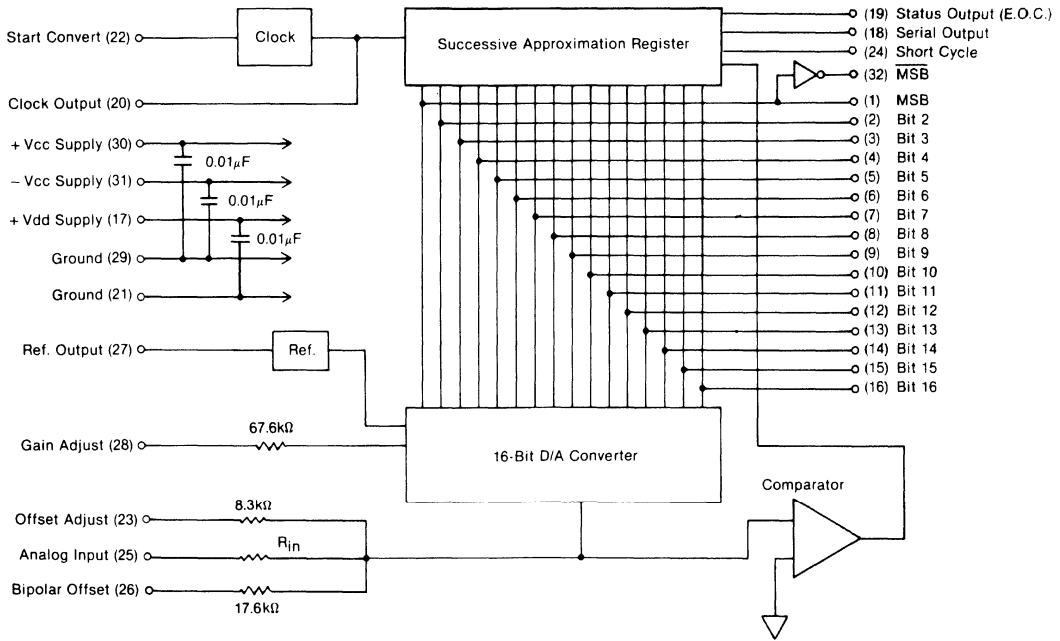 (19) Status Output (E.O.C.)
Start Convert (22)
Clock
Successive Approximation Register
(18) Serial Output
(24) Short Cycle
(32) MSB
Clock Output (20)
(1) MSB
(2) Bit 2
+ Vcc Supply (30)
(3) Bit 3
0.01µF
(4) Bit 4
− Vcc Supply (31)
(5) Bit 5
0.01µF
(6) Bit 6
+ Vdd Supply (17)
(7) Bit 7
0.01µF
(8) Bit 8
Ground (29)
(9) Bit 9
(10) Bit 10
Ground (21)
(11) Bit 11
(12) Bit 12
(13) Bit 13
Ref. Output (27)
Ref.
(14) Bit 14
(15) Bit 15
(16) Bit 16
67.6kΩ
Gain Adjust (28)
16-Bit D/A Converter
Comparator
8.3kΩ
Offset Adjust (23)
Rin
Analog Input (25)
Bipolar Offset (26)
17.6kΩ